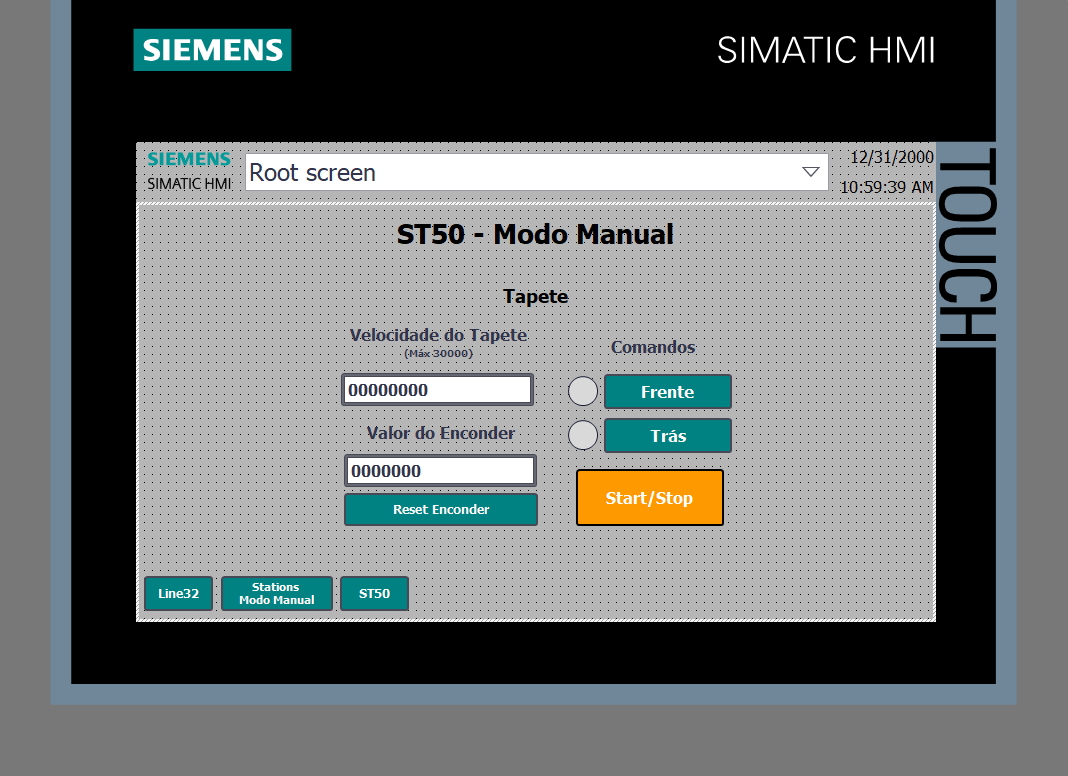 SIEMENS
SIMATIC HMI
SIEMENS
SIMATIC HMI
Root screen
12/31/2000
10:59:39 AM
TOUCH
ST50 - Modo Manual
Tapete
Velocidade do Tapete
(Máx 30000)
Comandos
00000000
Frente
Valor do Enconder
Trás
0000000
Reset Enconder
Start/Stop
Line32
Stations
Modo Manual
ST50